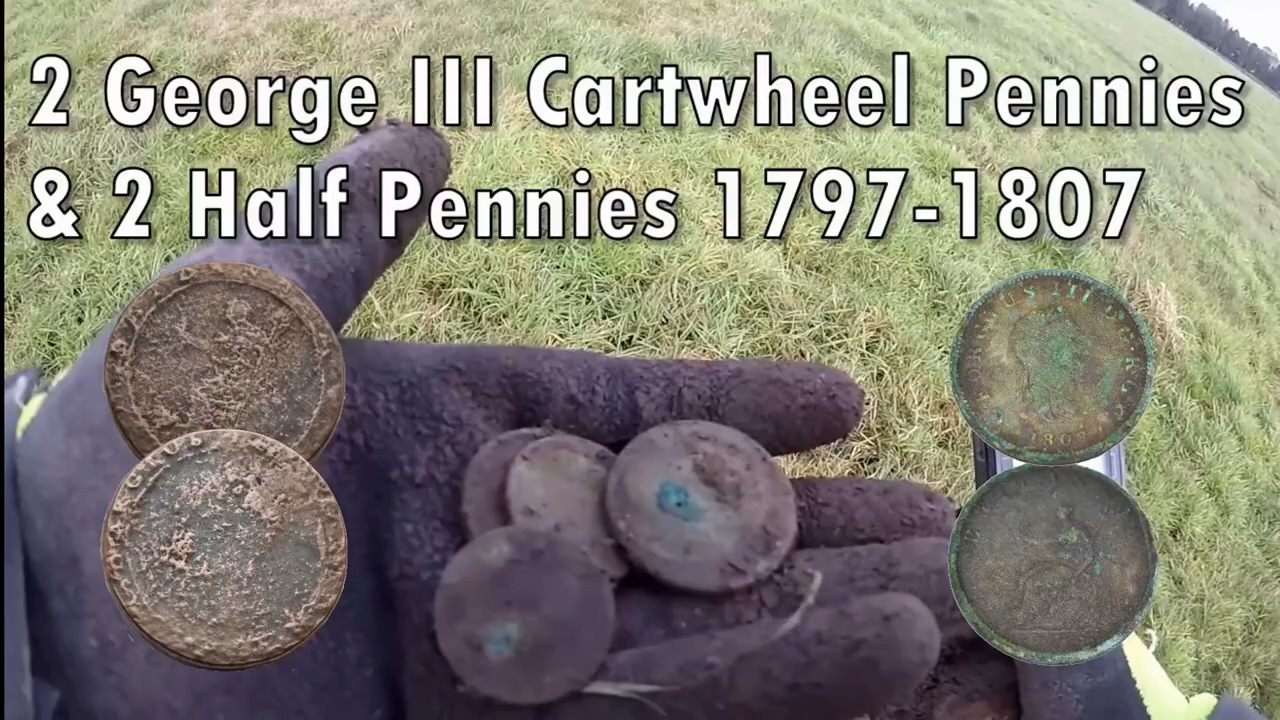 2 George III Cartwheel Pennies
& 2 Half Pennies 1797-1807